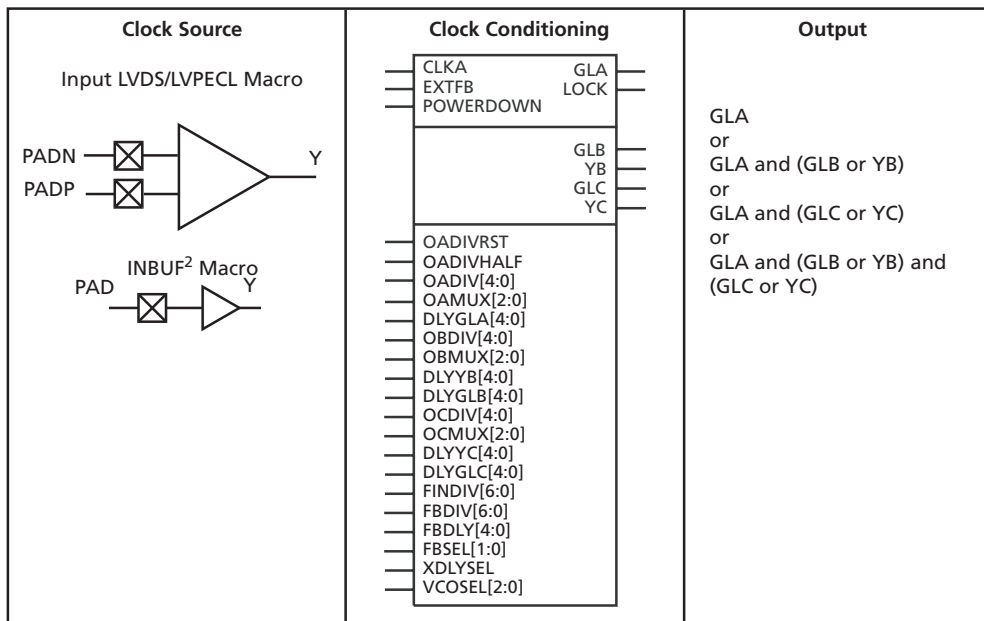 Clock Source
Input LVDS/LVPECL Macro
PADN
PADP
Y
INBUF² Macro
PAD
Y
Clock Conditioning
CLKA
EXTFB
POWERDOWN
GLA
LOCK
GLB
YB
GLC
YC
OADIVRST
OADIVHALF
OADIV[4:0]
OAMUX[2:0]
DLYGLA[4:0]
OBDIV[4:0]
OBMUX[2:0]
DLYYB[4:0]
DLYGLB[4:0]
OCDIV[4:0]
OCMUX[2:0]
DLYYC[4:0]
DLYGLC[4:0]
FINDIV[6:0]
FBDIV[6:0]
FBDLY[4:0]
FBSEL[1:0]
XDLYSEL
VCOSEL[2:0]
Output
GLA
or
GLA and (GLB or YB)
or
GLA and (GLC or YC)
or
GLA and (GLB or YB) and
(GLC or YC)